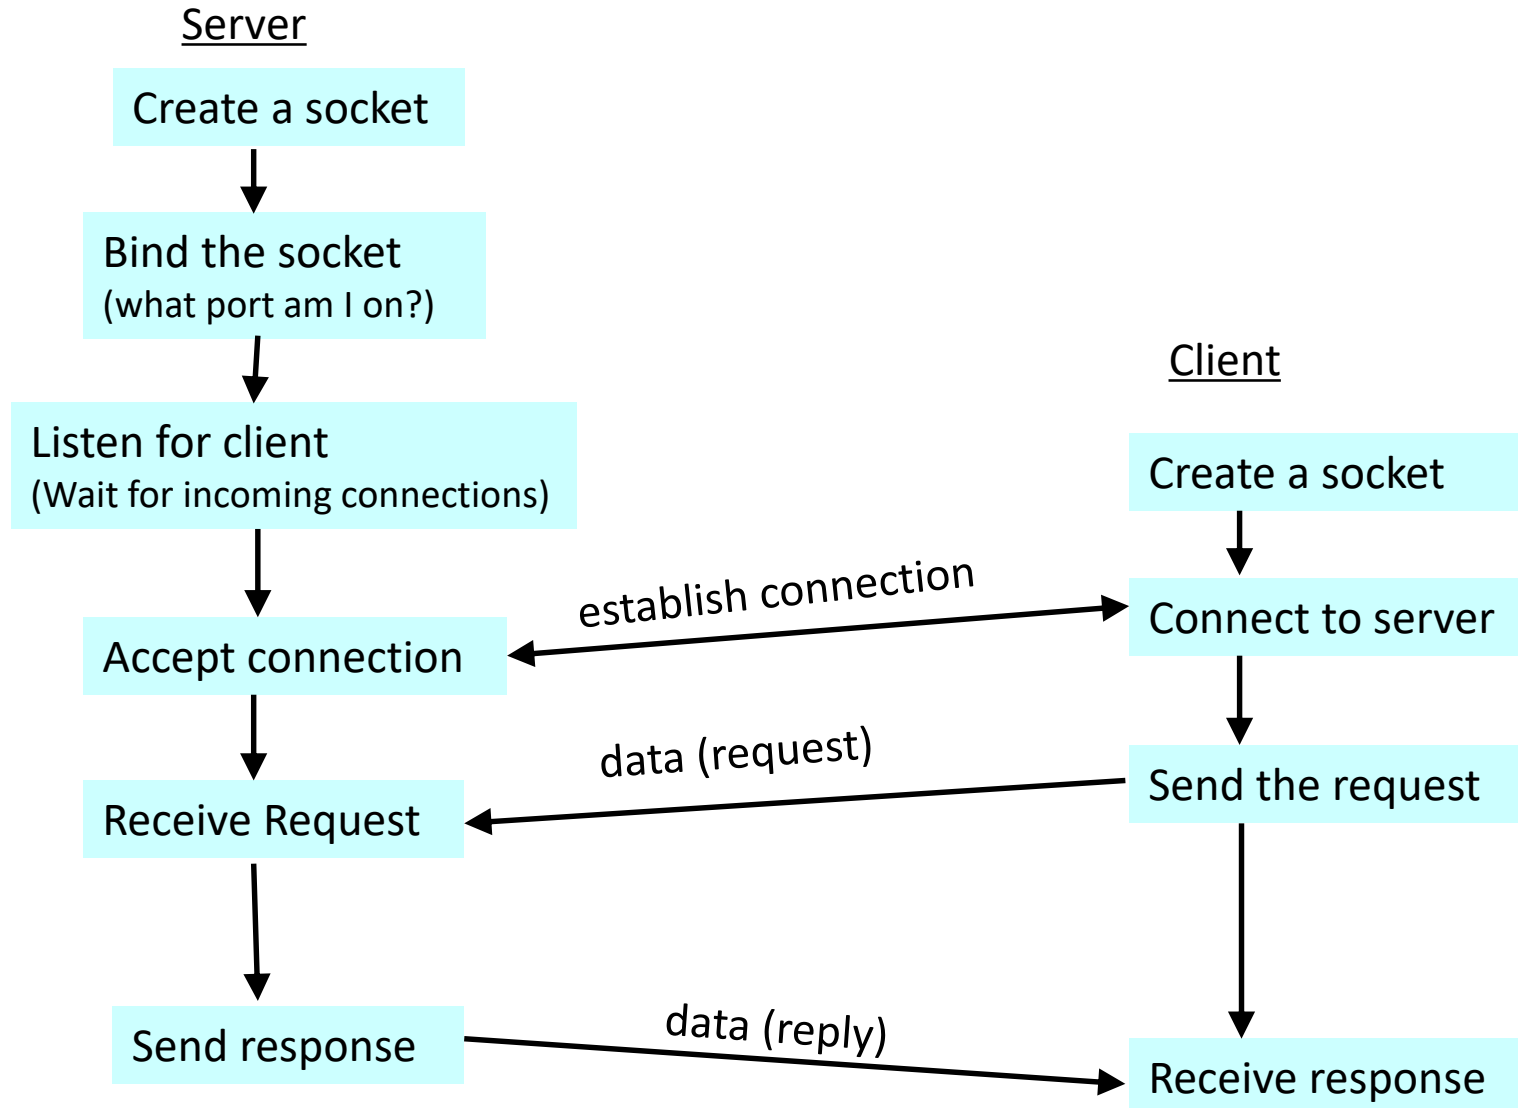 Server
Create a socket
Bind the socket
(what port am I on?)
Listen for client
(Wait for incoming connections)
Accept connection
Receive Request
Send response
establish connection
data (request)
data (reply)
Client
Create a socket
Connect to server
Send the request
Receive response